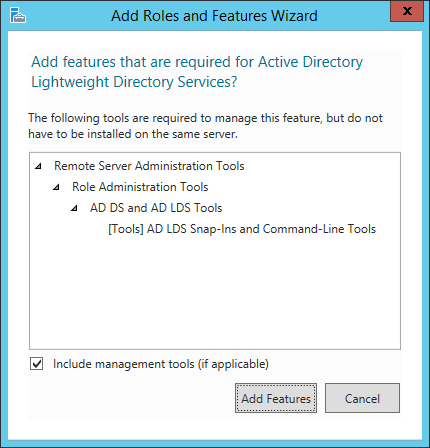 Add Roles and Features Wizard
Add features that are required for Active Directory
Lightweight Directory Services?
The following tools are required to manage this feature, but do not
have to be installed on the same server.
Remote Server Administration Tools
Role Administration Tools
AD DS and AD LDS Tools
[Tools] AD LDS Snap-Ins and Command-Line Tools
Include management tools (if applicable)
Add Features
Cancel